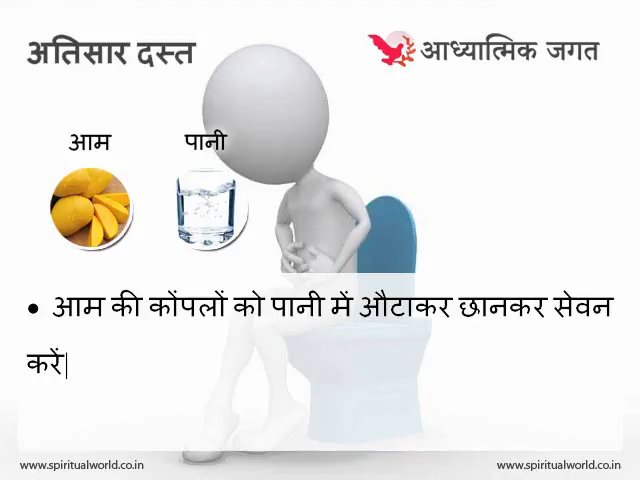 अतिसार दस्त
आध्यात्मिक जगत
आम
पानी
• आम की कोंपलों को पानी में औटाकर छानकर सेवन
करें|
www.spiritualworld.co.in
www.spiritualworld.co.in